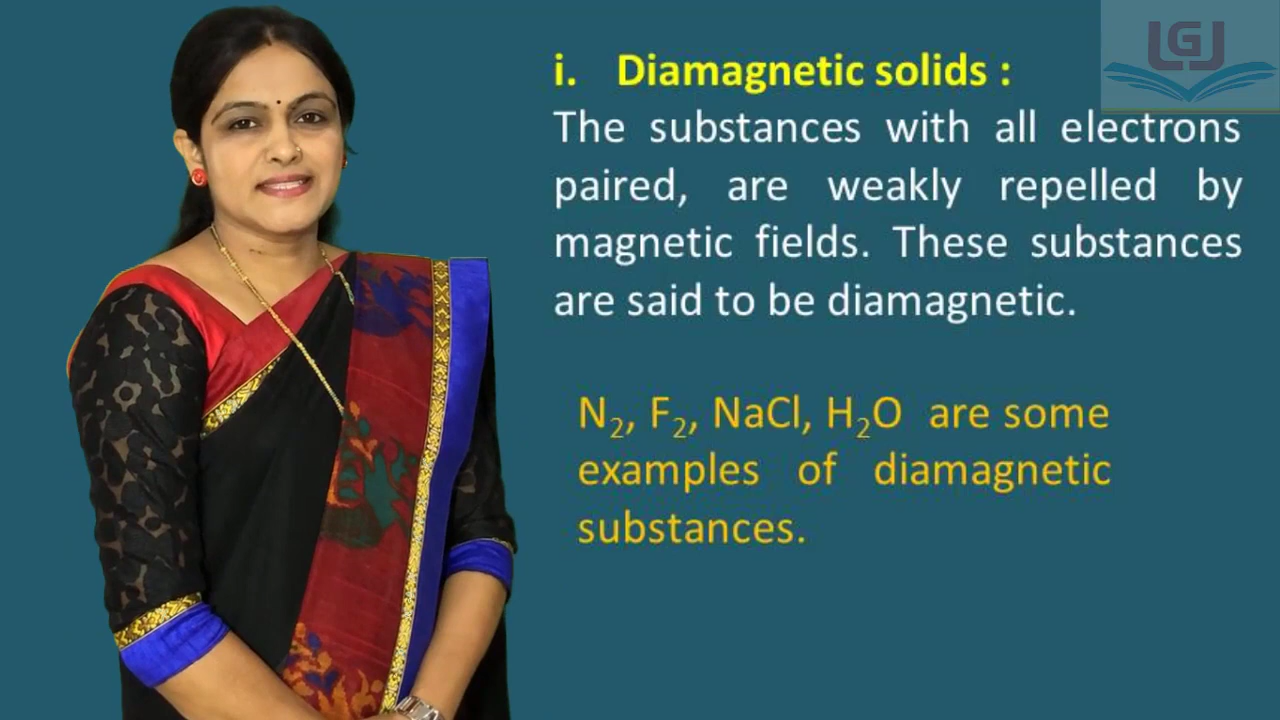 LGJ
i. Diamagnetic solids :
The substances with all electrons
paired, are weakly repelled by
magnetic fields. These substances
are said to be diamagnetic.
N₂, F₂, NaCl, H₂O are some
examples of diamagnetic
substances.